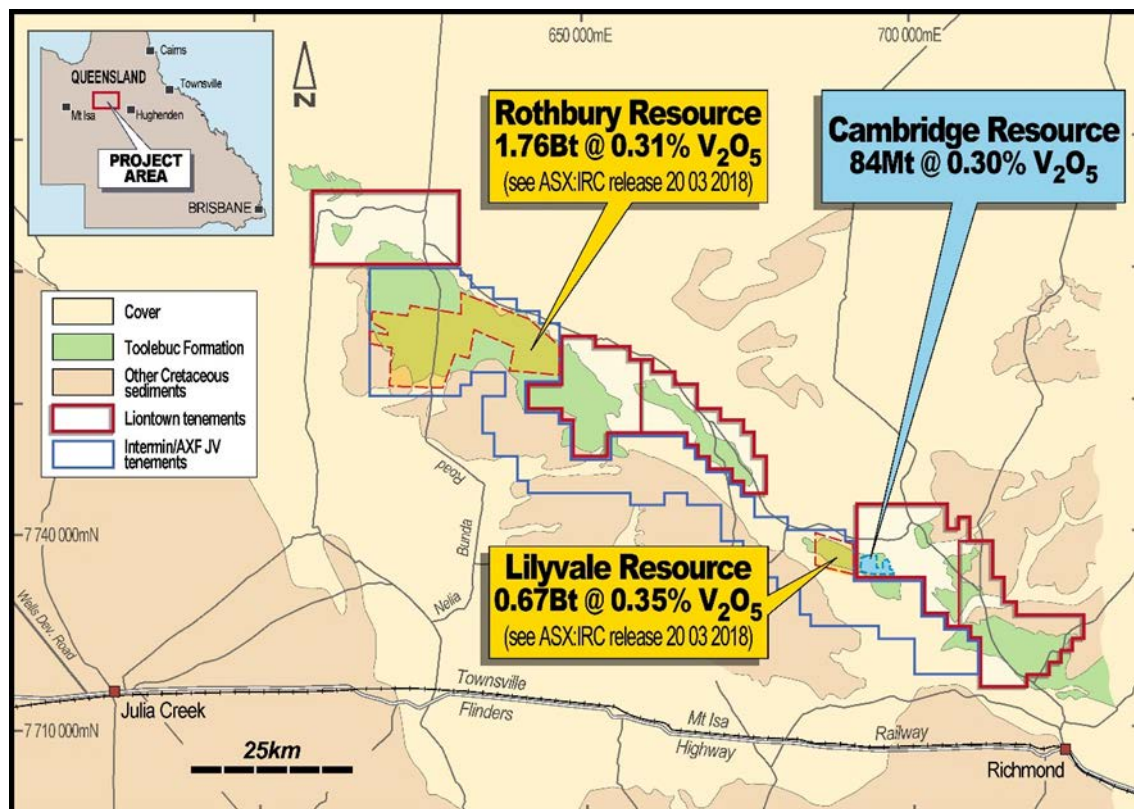 650 000mE
700 000mE
Cairns
QUEENSLAND
Townsville
Mt Isa
Hughenden
PROJECT
AREA
BRISBANE
N
Rothbury Resource
1.76Bt @ 0.31% V₂O₅
(see ASX:IRC release 20 03 2018)
Cambridge Resource
84Mt @ 0.30% V₂O₅
Cover
Toolebuc Formation
Other Cretaceous
sediments
Liontown tenements
Intermin/AXF JV
tenements
Road
Bunda
Nelia
7 740 000mN
Lilyvale Resource
0.67Bt @ 0.35% V₂O₅
(see ASX:IRC release 20 03 2018)
Wells Dev. Road
Julia Creek
Townsville
Flinders
Mt Isa
Highway
Railway
7 710 000mN
25km
Richmond